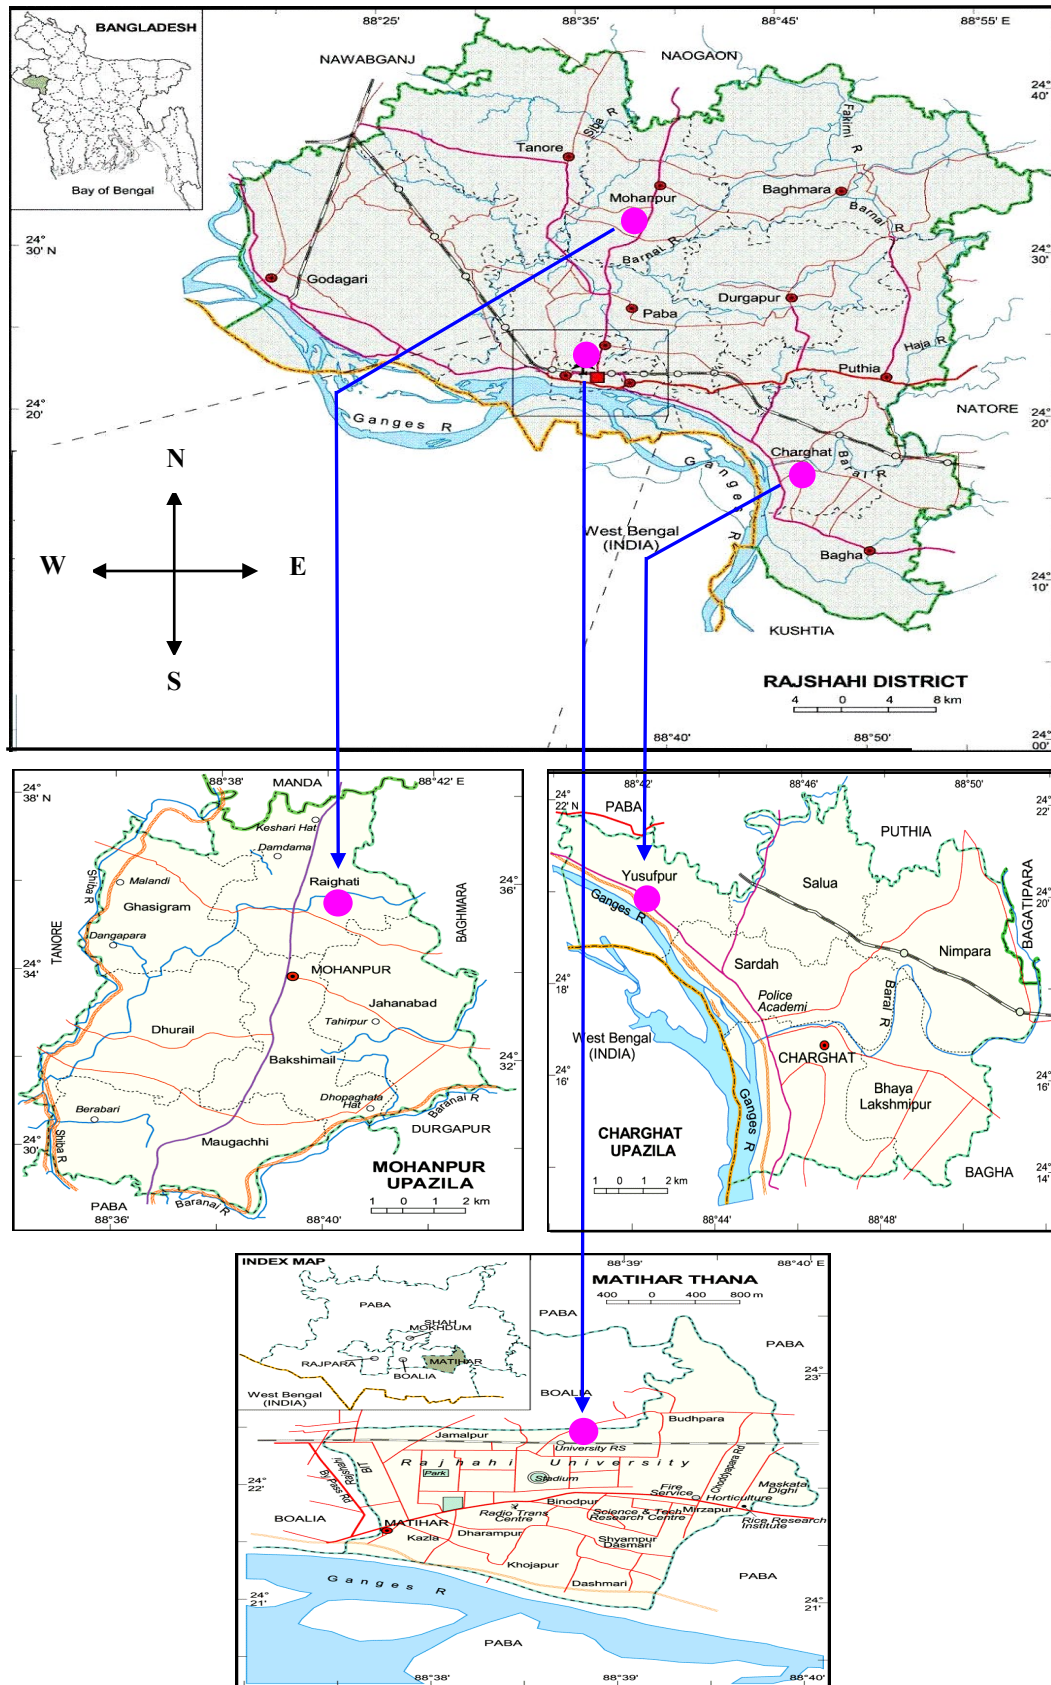 BANGLADESH
Bay of Bengal
88°25'
88°35'
88°45'
88°55' E
NAWABGANJ
NAOGAON
24°
40'
Siba R
Fakirni R
Tanore
Mohanpur
Baghmara
Barnai R
24°
30' N
Barnai R
24°
30'
Godagari
Durgapur
Paba
Haja R
Puthia
24°
20'
Ganges R
NATORE
24°
20'
Charghat
Baral R
N
Ganges R
West Bengal
(INDIA)
W
E
Bagha
24°
10'
S
KUSHTIA
RAJSHAHI DISTRICT
4 0 4 8 km
88°40'
88°50'
24°
00'
88°38'
MANDA
88°42' E
24°
38' N
Keshari Hat
Damdama
Shiba R
Malandi
Raighati
24°
36'
Ghasigram
TANORE
Dangapara
BAGHMARA
24°
34'
MOHANPUR
Jahanabad
Dhurail
Tahirpur
Bakshimail
24°
32'
Dhopaghata
Hat
Berabari
Baranai R
24°
30'
Shiba R
Maugachhi
DURGAPUR
MOHANPUR
UPAZILA
PABA
Baranai R
1 0 1 2 km
88°36'
88°40'
88°42'
88°46'
88°50'
24°
22' N
PABA
PUTHIA
Yusufpur
Salua
24°
20'
BAGATIPARA
Ganges R
Nimpara
Sardah
24°
18'
Police
Academi
Baral R
West Bengal
(INDIA)
CHARGHAT
24°
16'
24°
16'
Bhaya
Lakshmipur
Ganges R
CHARGHAT
UPAZILA
BAGHA
24°
14'
1 0 1 2 km
88°44'
88°48'
INDEX MAP
88°39'
88°40' E
MATIHAR THANA
400 0 400 800 m
PABA
PABA
SHAH
MOKHDUM
PABA
RAJPARA
MATIHAR
BOALIA
24°
23'
West Bengal
(INDIA)
BOALIA
Budhpara
Jamalpur
University RS
Rajhahi University
Choddyapara Rd
BIT Rajshahi
By Pass Rd
Park
Stadium
Maskata
Dighi
24°
22'
Fire
Service
Horticulture
Binodpur
BOALIA
Radio Trans
Centre
Science & Tech
Research Centre
Mirzapur
Rice Research
Institute
MATIHAR
Kazla
Dharampur
Shyampur
Dasmari
Khojapur
PABA
Ganges R
Dashmari
24°
21'
24°
21'
PABA
88°38'
88°39'
88°40'